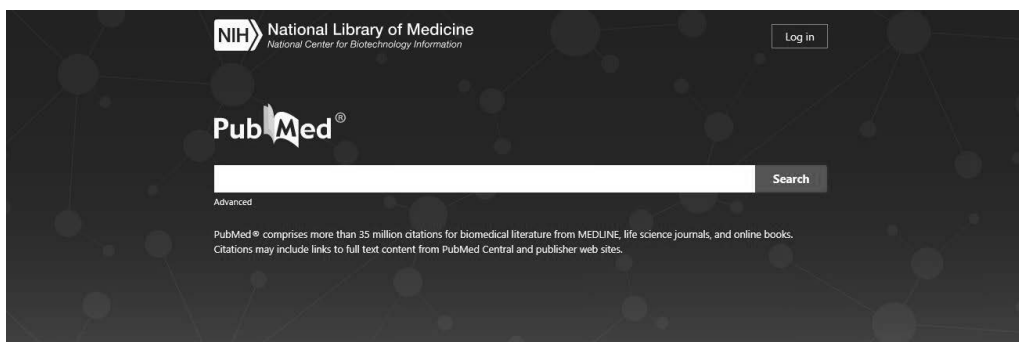 NIH
National Library of Medicine
National Center for Biotechnology Information
Log in
PubMed®
Search
Advanced
PubMed® comprises more than 35 million citations for biomedical literature from MEDLINE, life science journals, and online books.
Citations may include links to full text content from PubMed Central and publisher web sites.